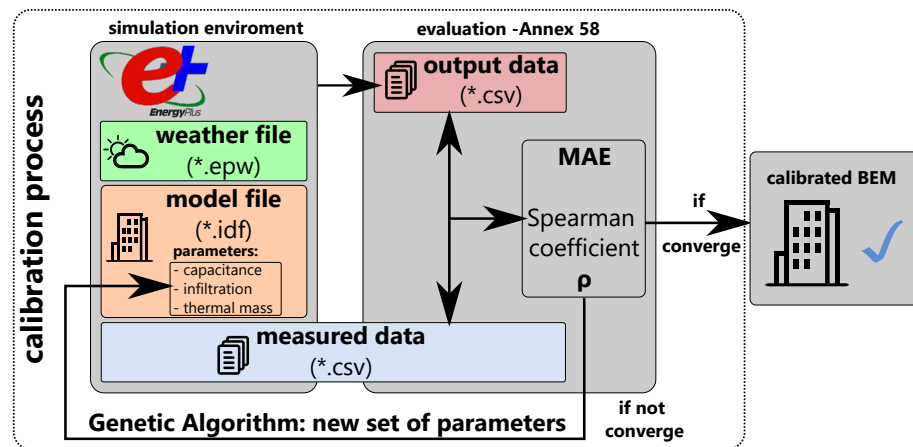 simulation enviroment
evaluation -Annex 58
e+
EnergyPlus
output data
(*.csv)
weather file
(*.epw)
model file
(*.idf)
parameters:
- capacitance
- infiltration
- thermal mass
MAE
Spearman
coefficient
ρ
if
converge
calibrated BEM
measured data
(*.csv)
Genetic Algorithm: new set of parameters
if not
converge
calibration process